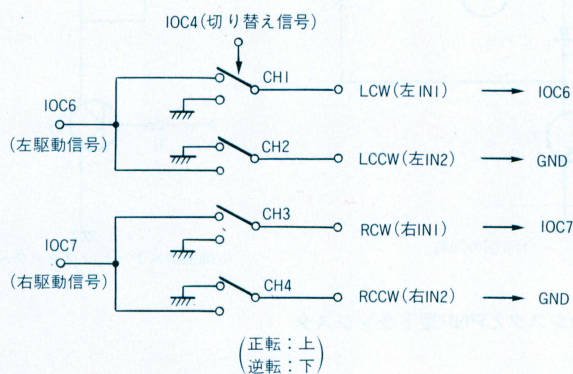 IOC4(切り替え信号)
CH1
LCW(左IN1)
IOC6
IOC6
(左駆動信号)
CH2
LCCW(左IN2)
GND
CH3
RCW(右IN1)
IOC7
IOC7
(右駆動信号)
CH4
RCCW(右IN2)
GND
(正転:上
逆転:下)